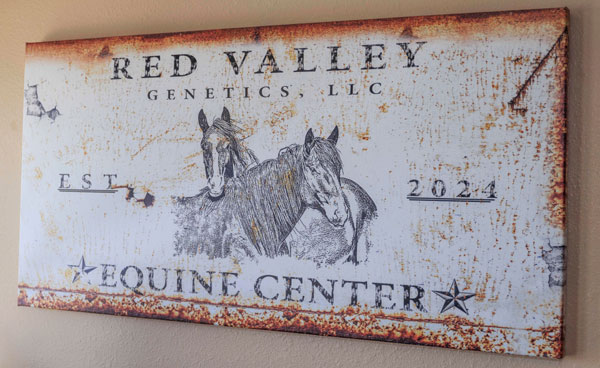 RED VALLEY
GENETICS, LLC
EST 2024
EQUINE CENTER